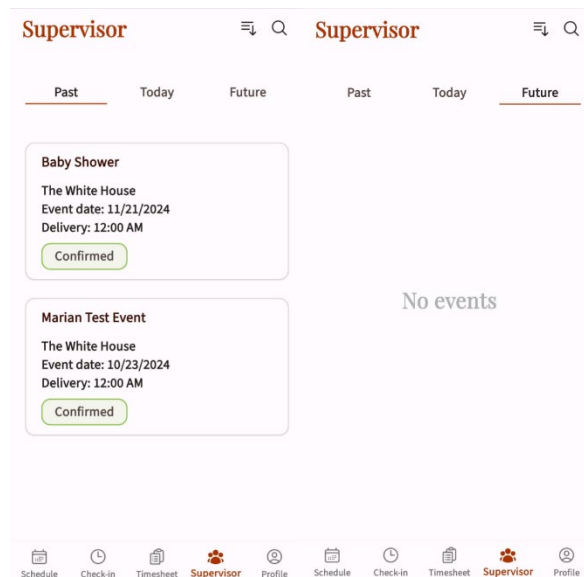 Supervisor
Past Today Future
Baby Shower
The White House
Event date: 11/21/2024
Delivery: 12:00 AM
Confirmed
Marian Test Event
The White House
Event date: 10/23/2024
Delivery: 12:00 AM
Confirmed
Schedule Check-in Timesheet Supervisor Profile
Supervisor
Past Today Future
No events
Schedule Check-in Timesheet Supervisor Profile